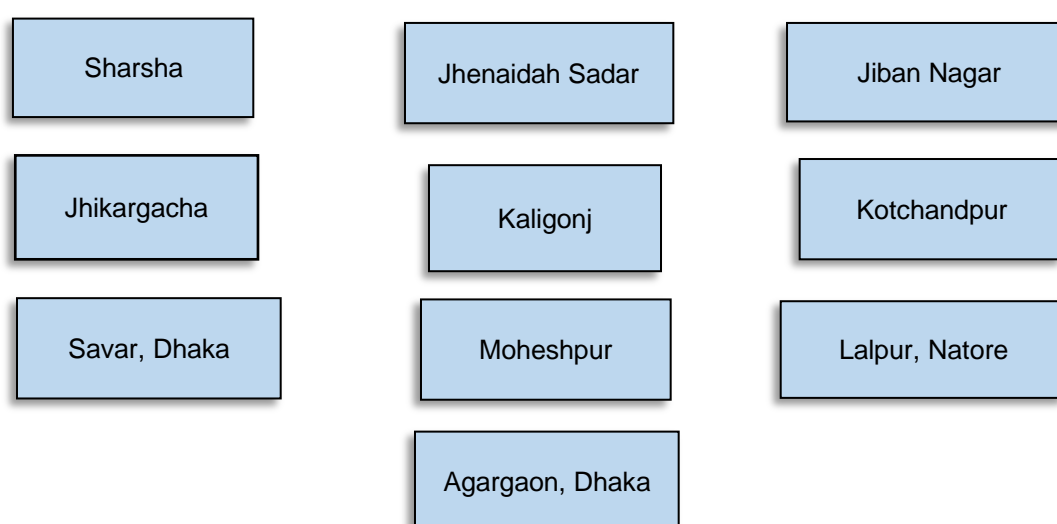 Sharsha
Jhenaidah Sadar
Jiban Nagar
Jhikargacha
Kaligonj
Kotchandpur
Savar, Dhaka
Moheshpur
Lalpur, Natore
Agargaon, Dhaka